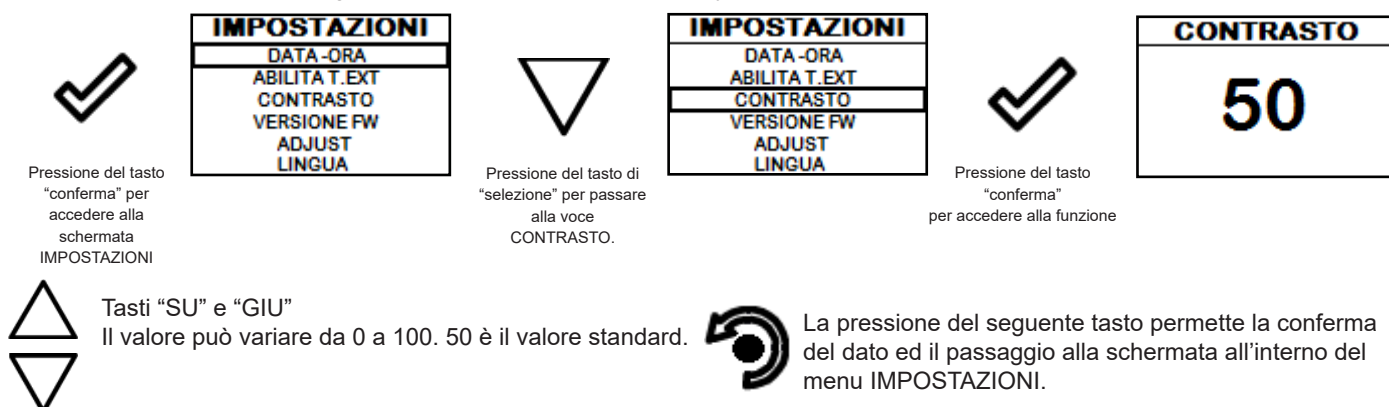 IMPOSTAZIONI
DATA-ORA
ABILITA T.EXT
CONTRASTO
VERSIONE FW
ADJUST
LINGUA
IMPOSTAZIONI
DATA-ORA
ABILITA T.EXT
CONTRASTO
VERSIONE FW
ADJUST
LINGUA
CONTRASTO
50
Pressione del tasto
“conferma” per
accedere alla
schermata
IMPOSTAZIONI
Pressione del tasto di
“selezione” per passare
alla voce
CONTRASTO.
Pressione del tasto
“conferma”
per accedere alla funzione
Tasti “SU” e “GIU”
Il valore può variare da 0 a 100. 50 è il valore standard.
La pressione del seguente tasto permette la conferma
del dato ed il passaggio alla schermata all’interno del
menu IMPOSTAZIONI.